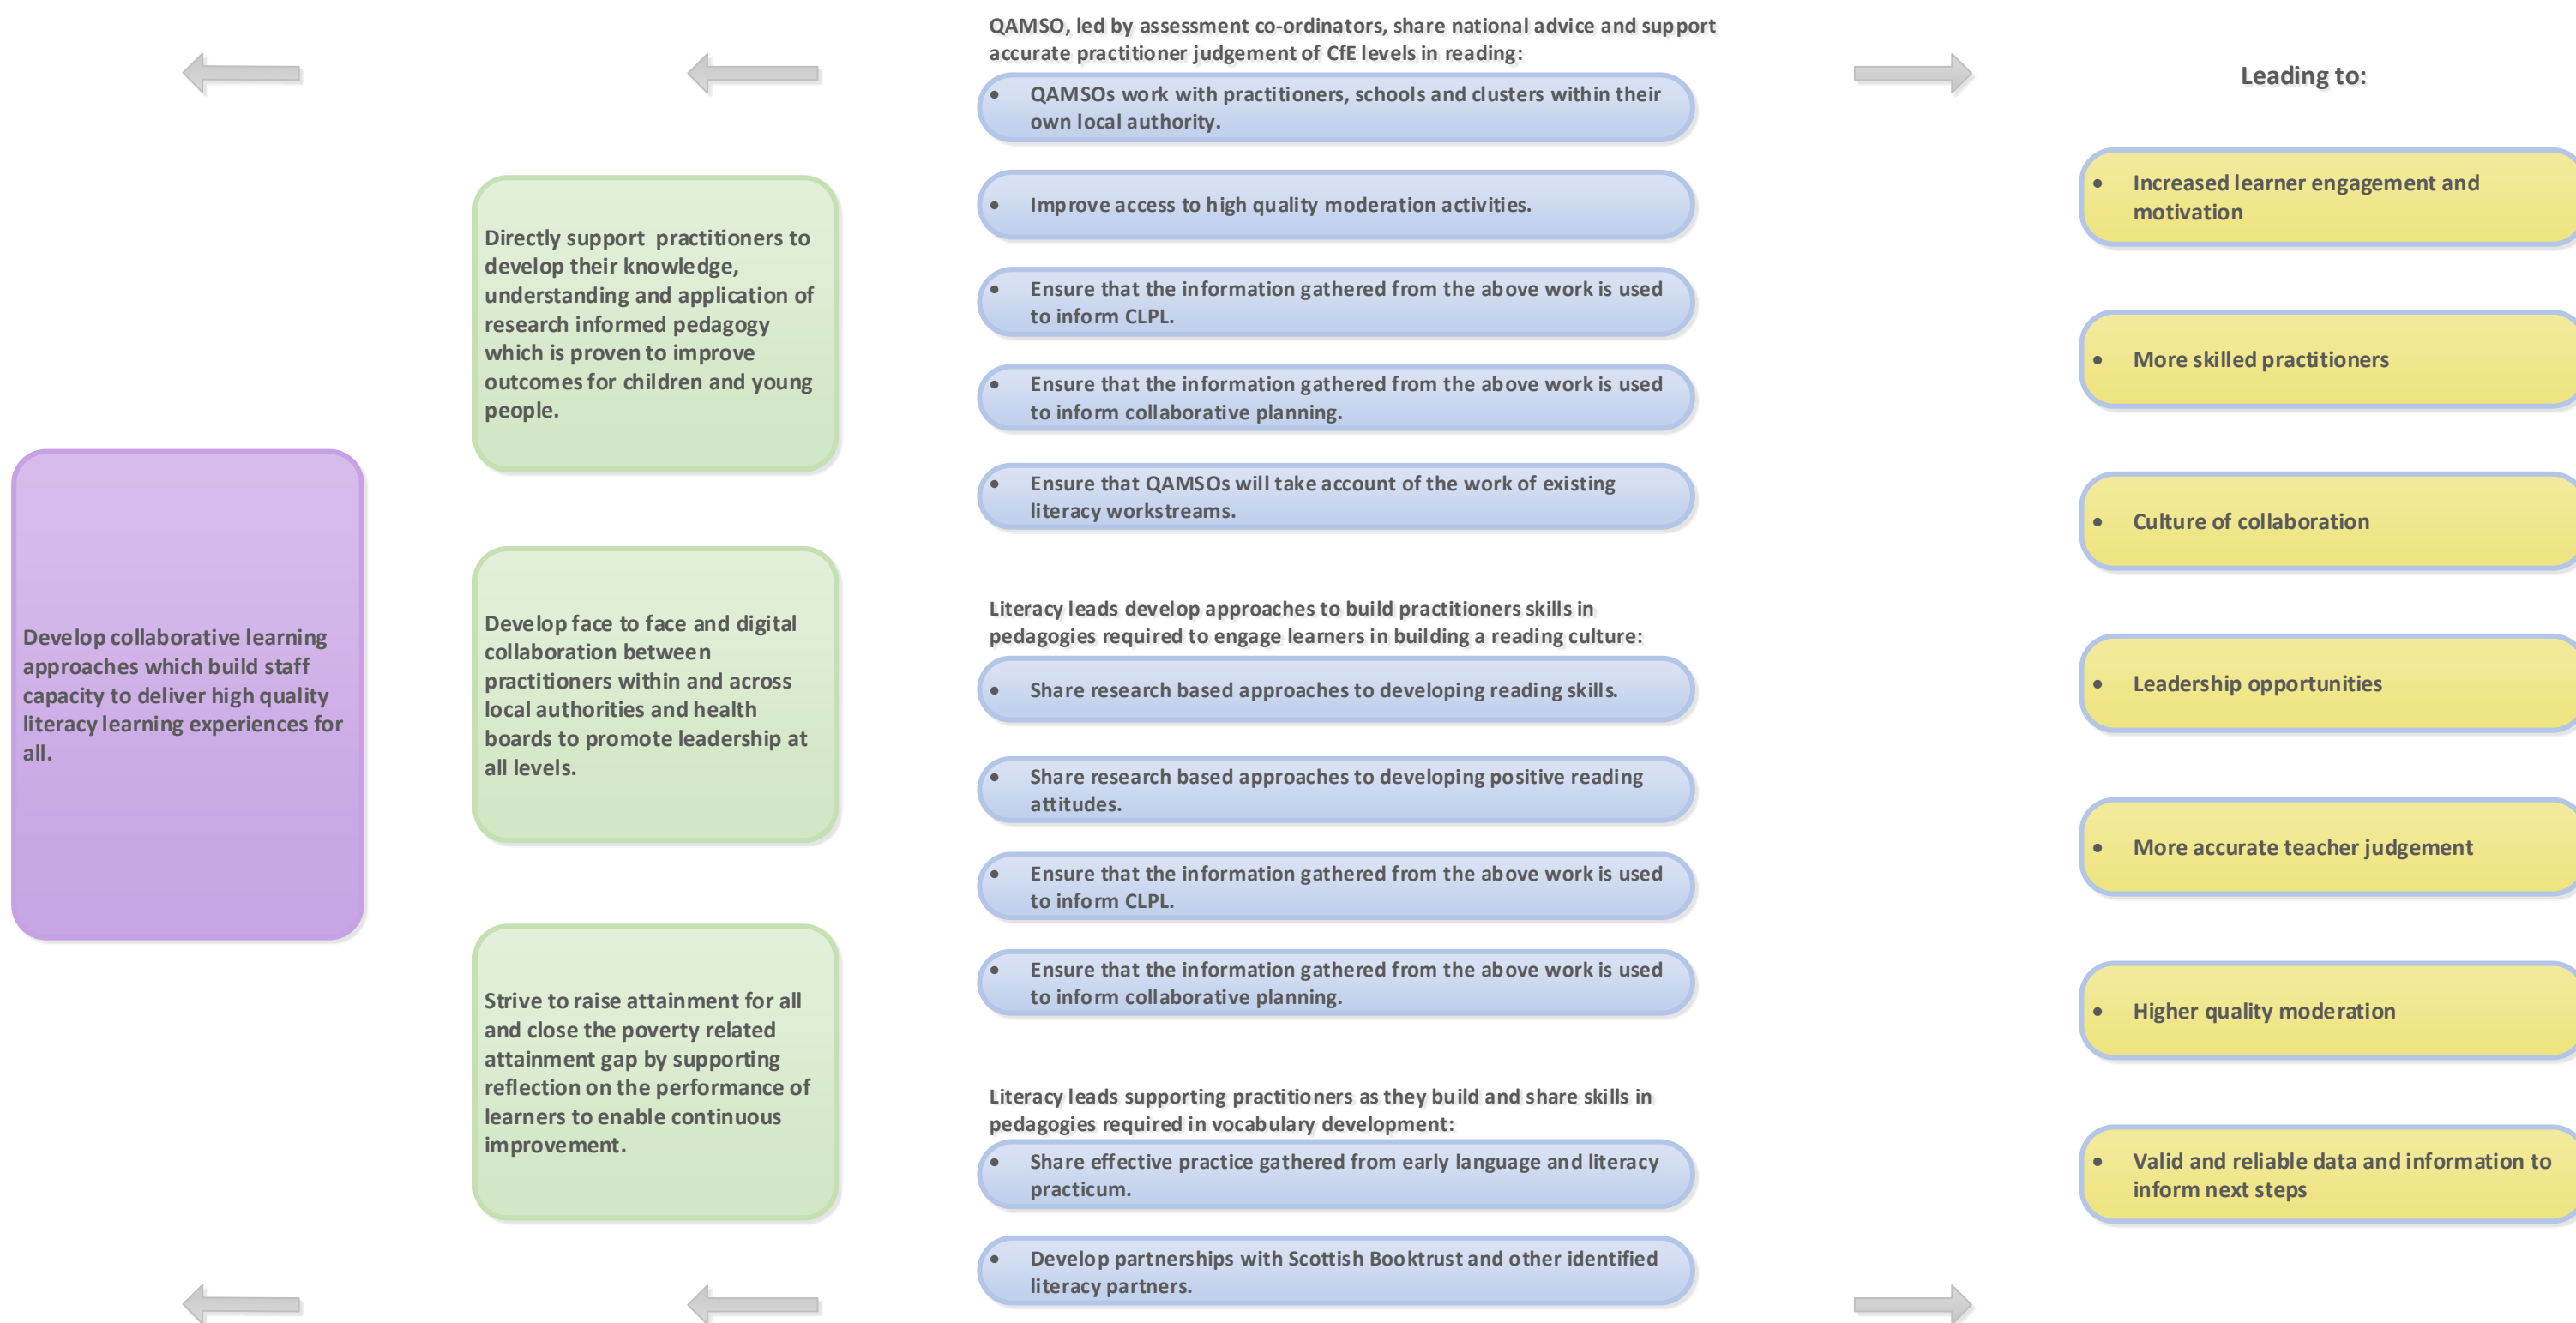 Develop collaborative learning
approaches which build staff
capacity to deliver high quality
literacy learning experiences for
all.
Directly support practitioners to
develop their knowledge,
understanding and application of
research informed pedagogy
which is proven to improve
outcomes for children and young
people.
Develop face to face and digital
collaboration between
practitioners within and across
local authorities and health
boards to promote leadership at
all levels.
Strive to raise attainment for all
and close the poverty related
attainment gap by supporting
reflection on the performance of
learners to enable continuous
improvement.
QAMSO, led by assessment co-ordinators, share national advice and support
accurate practitioner judgement of CfE levels in reading:
• QAMSOs work with practitioners, schools and clusters within their
own local authority.
• Improve access to high quality moderation activities.
• Ensure that the information gathered from the above work is used
to inform CLPL.
• Ensure that the information gathered from the above work is used
to inform collaborative planning.
• Ensure that QAMSOs will take account of the work of existing
literacy workstreams.
Literacy leads develop approaches to build practitioners skills in
pedagogies required to engage learners in building a reading culture:
• Share research based approaches to developing reading skills.
• Share research based approaches to developing positive reading
attitudes.
• Ensure that the information gathered from the above work is used
to inform CLPL.
• Ensure that the information gathered from the above work is used
to inform collaborative planning.
Literacy leads supporting practitioners as they build and share skills in
pedagogies required in vocabulary development:
• Share effective practice gathered from early language and literacy
practicum.
• Develop partnerships with Scottish Booktrust and other identified
literacy partners.
Leading to:
• Increased learner engagement and
motivation
• More skilled practitioners
• Culture of collaboration
• Leadership opportunities
• More accurate teacher judgement
• Higher quality moderation
• Valid and reliable data and information to
inform next steps